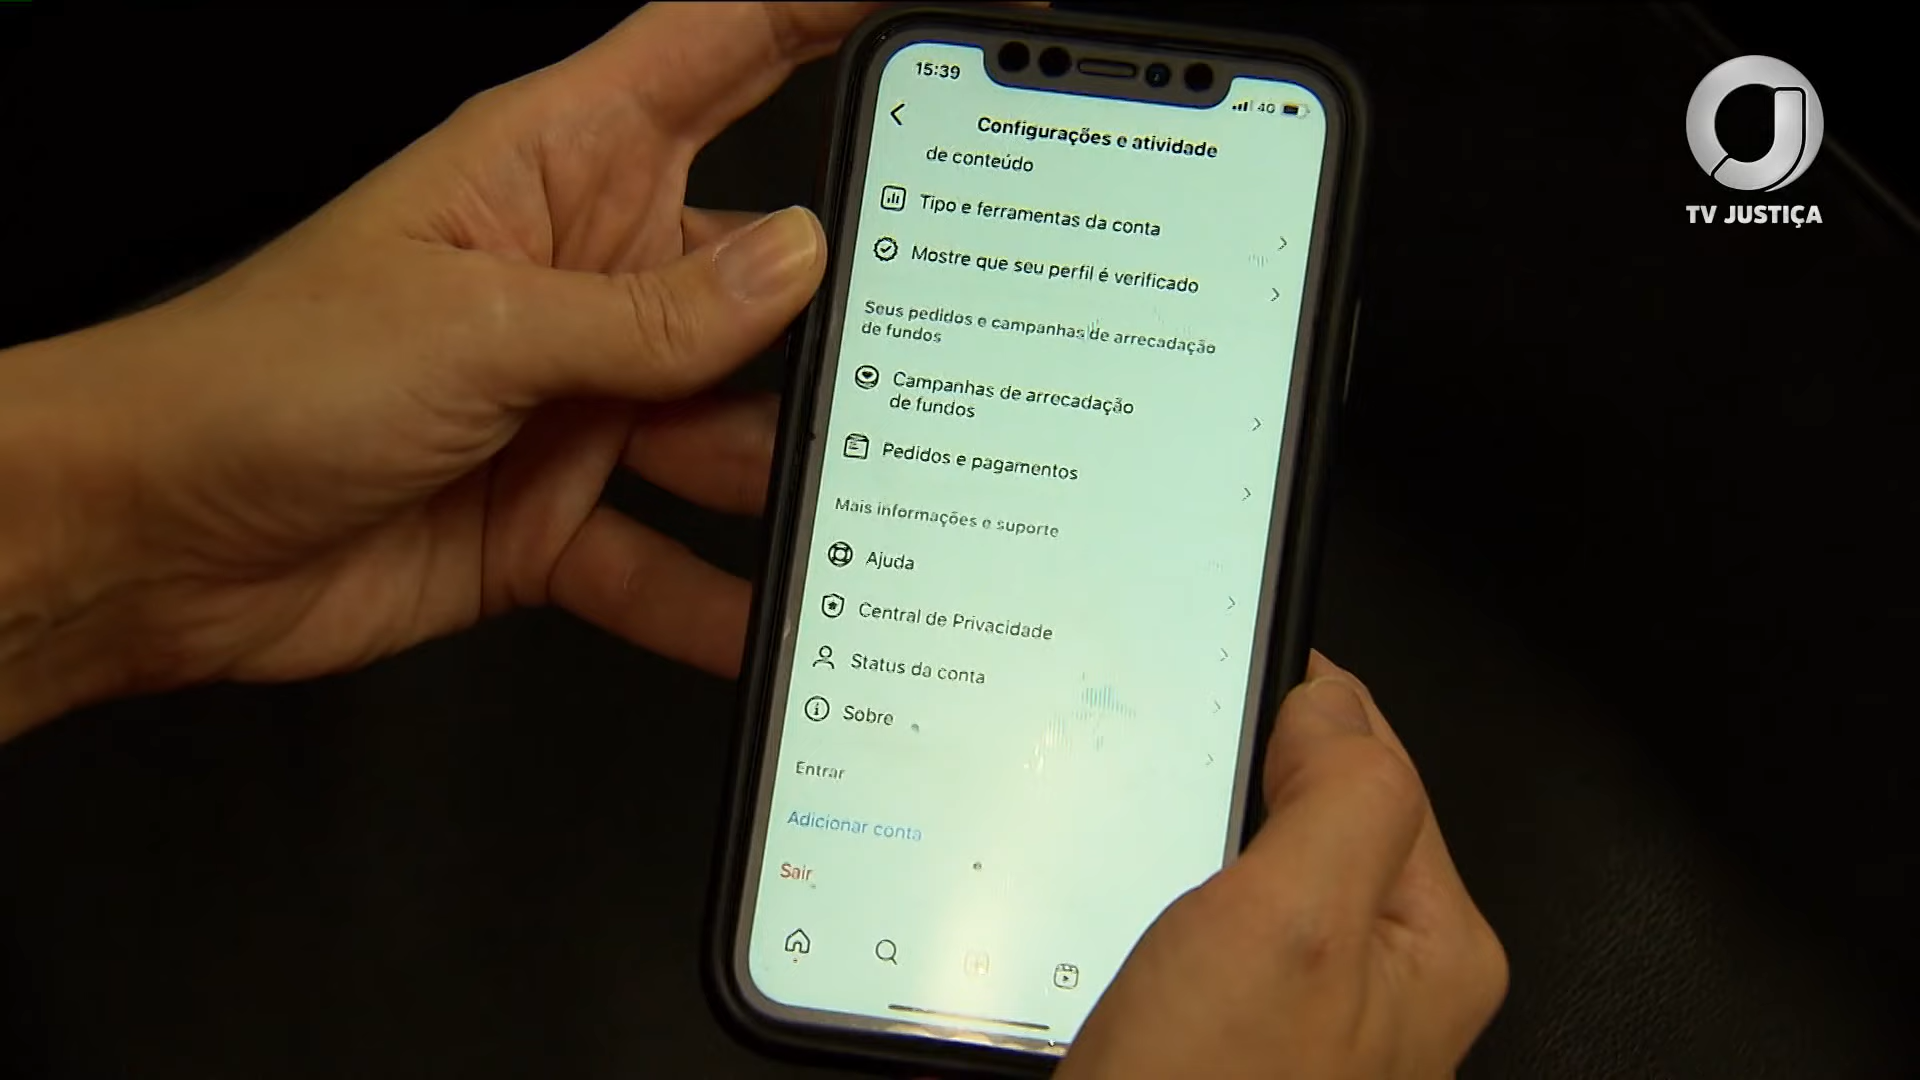 15:39
4G
Configurações e atividade
de conteúdo
Tipo e ferramentas da conta
Mostre que seu perfil é verificado
Seus pedidos e campanhas de arrecadação
de fundos
Campanhas de arrecadação
de fundos
Pedidos e pagamentos
Mais informações e suporte
Ajuda
Central de Privacidade
Status da conta
Sobre
Entrar
Adicionar conta
Sair
TV JUSTIÇA